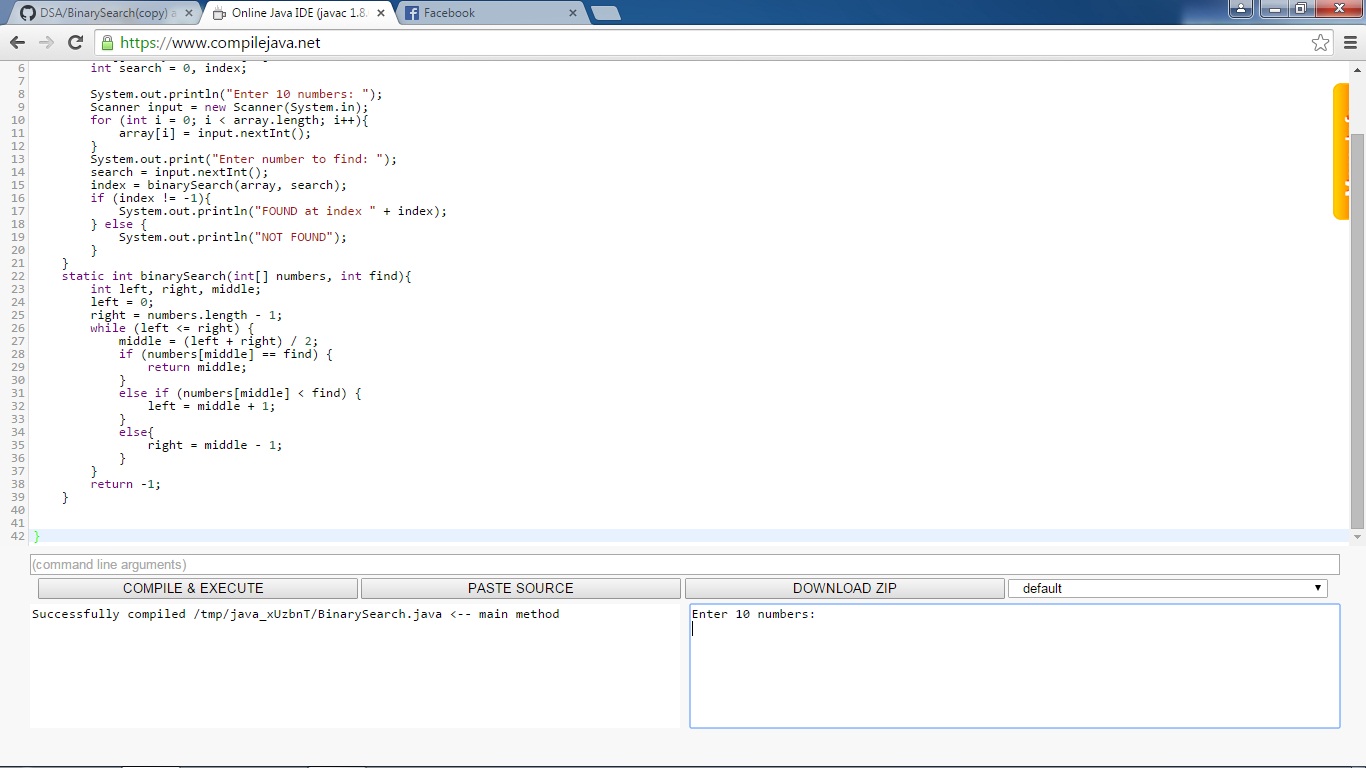 DSA/BinarySearch(copy) a
Online Java IDE (javac 1.8.
Facebook
https://www.compilejava.net
6 int search = 0, index;
7
8 System.out.println("Enter 10 numbers: ");
9 Scanner input = new Scanner(System.in);
10 for (int i = 0; i < array.length; i++){
11 array[i] = input.nextInt();
12 }
13 System.out.print("Enter number to find: ");
14 search = input.nextInt();
15 index = binarySearch(array, search);
16 if (index != -1){
17 System.out.println("FOUND at index " + index);
18 } else {
19 System.out.println("NOT FOUND");
20 }
21 }
22 static int binarySearch(int[] numbers, int find){
23 int left, right, middle;
24 left = 0;
25 right = numbers.length - 1;
26 while (left <= right) {
27 middle = (left + right) / 2;
28 if (numbers[middle] == find) {
29 return middle;
30 }
31 else if (numbers[middle] < find) {
32 left = middle + 1;
33 }
34 else{
35 right = middle - 1;
36 }
37 }
38 return -1;
39 }
40
41
42 }
(command line arguments)
COMPILE & EXECUTE
PASTE SOURCE
DOWNLOAD ZIP
default
Successfully compiled /tmp/java_xUzbnT/BinarySearch.java <-- main method
Enter 10 numbers: